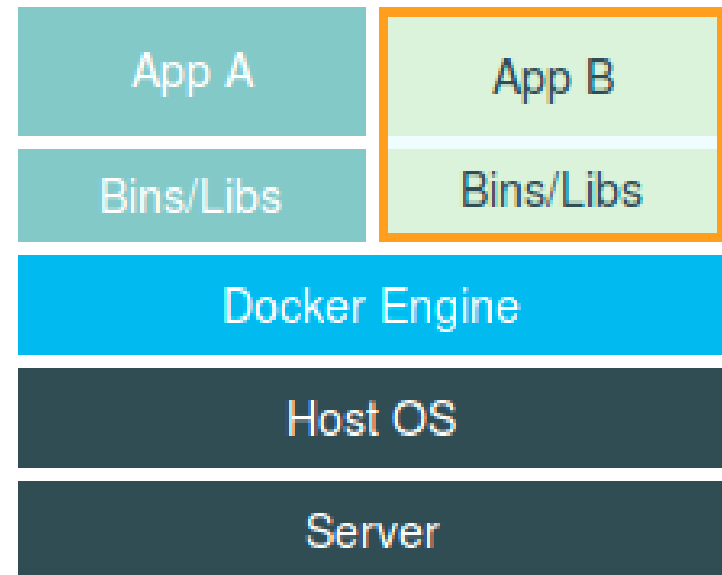 App A
App B
Bins/Libs
Bins/Libs
Docker Engine
Host OS
Server